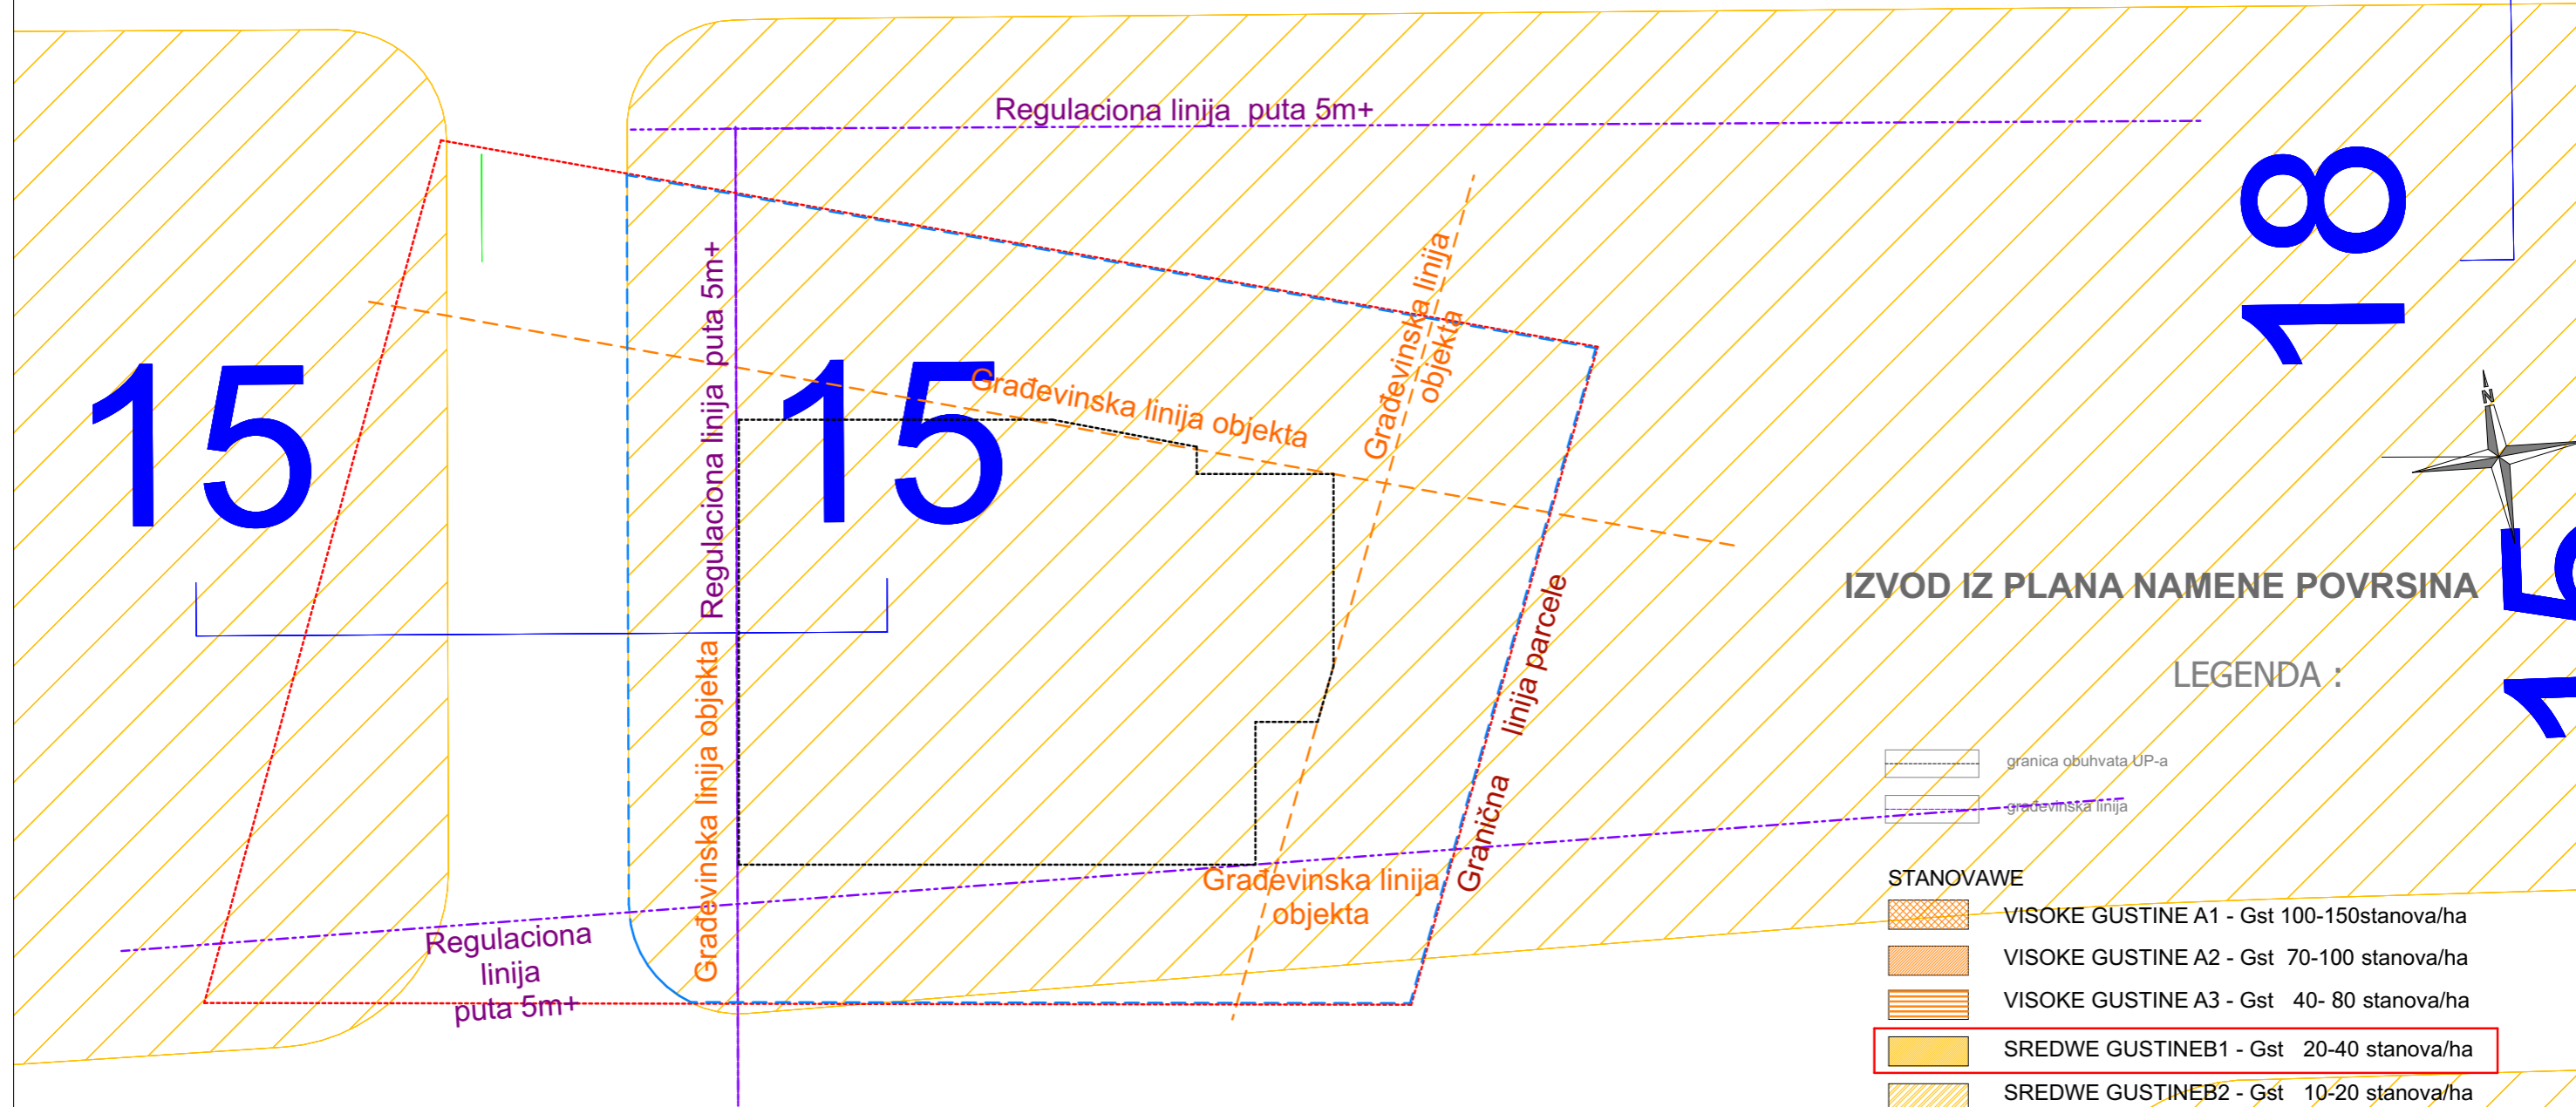 Regulaciona linija puta 5m+
Regulaciona linija puta 5m+
Građevinska linija objekta
Građevinska linija
objekta
Građevinska linija objekta
15
15
18
15
N
Granična linija parcele
Građevinska linija
objekta
Regulaciona
linija
puta 5m+
IZVOD IZ PLANA NAMENE POVRSINA
LEGENDA :
granica obuhvata UP-a
građevinska linija
STANOVAWE
VISOKE GUSTINE A1 - Gst 100-150stanova/ha
VISOKE GUSTINE A2 - Gst 70-100 stanova/ha
VISOKE GUSTINE A3 - Gst 40- 80 stanova/ha
SREDWE GUSTINEB1 - Gst 20-40 stanova/ha
SREDWE GUSTINEB2 - Gst 10-20 stanova/ha